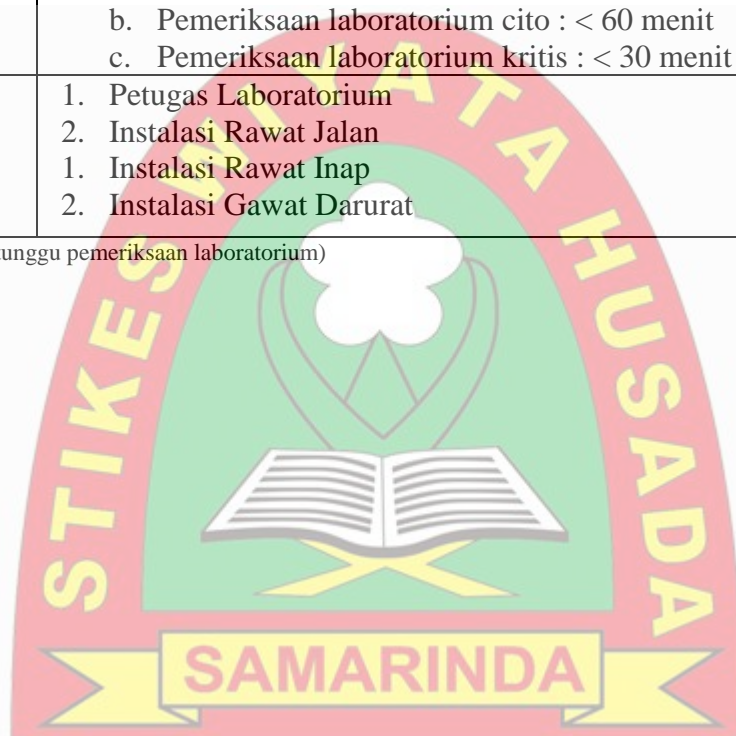 b. Pemeriksaan laboratorium cito : < 60 menit
c. Pemeriksaan laboratorium kritis : < 30 menit
1. Petugas Laboratorium
2. Instalasi Rawat Jalan
1. Instalasi Rawat Inap
2. Instalasi Gawat Darurat
tunggu pemeriksaan laboratorium)
STIKES WIYATA HUSADA
SAMARINDA